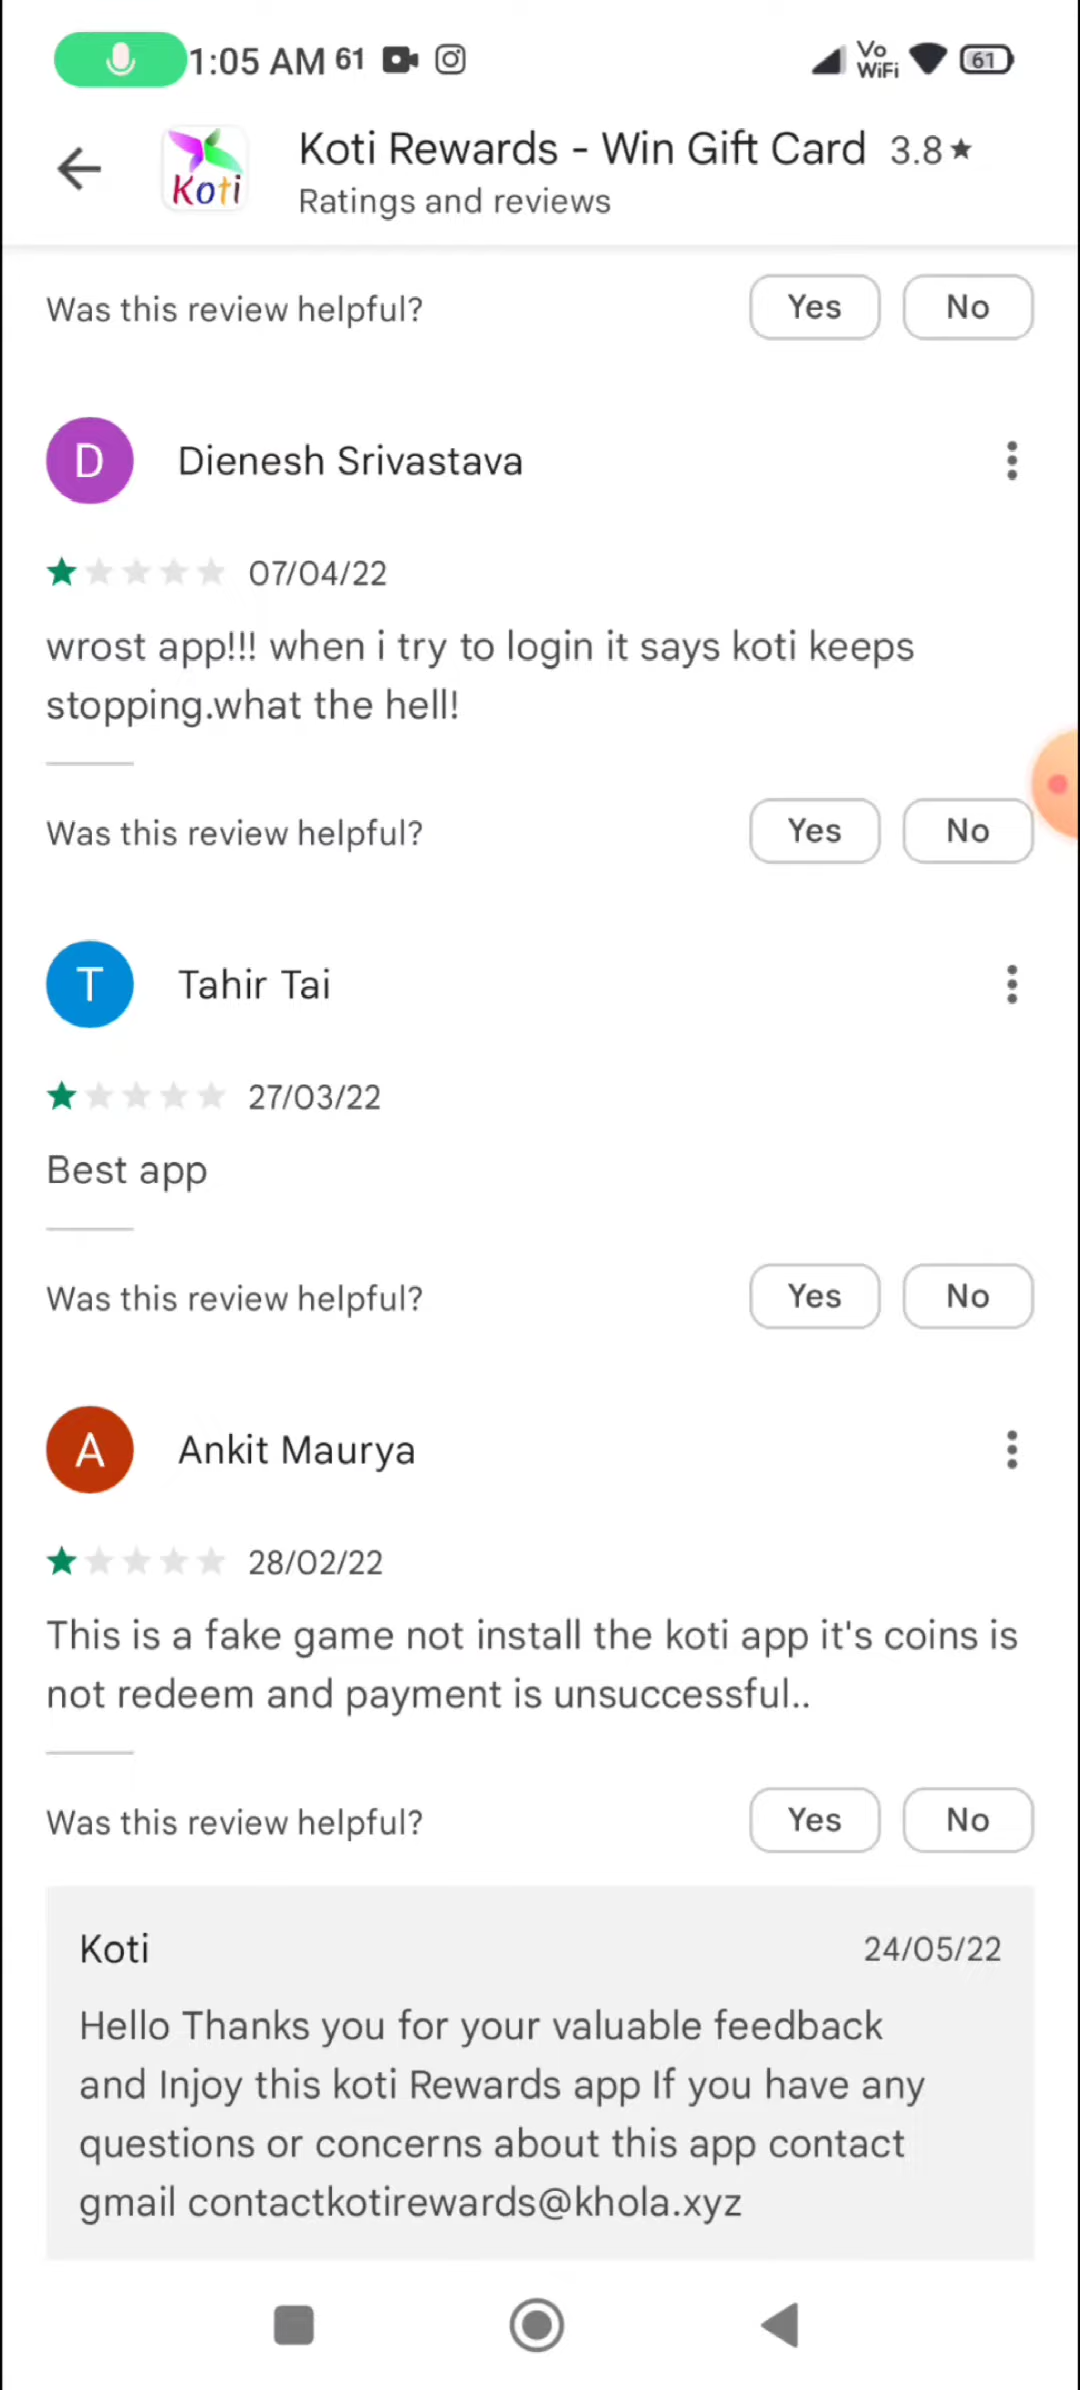 1:05 AM 61
Vo
WiFi
61
Koti
Koti Rewards - Win Gift Card 3.8★
Ratings and reviews
Was this review helpful? Yes No
D Dienesh Srivastava
07/04/22
wrost app!!! when i try to login it says koti keeps
stopping.what the hell!
Was this review helpful? Yes No
T Tahir Tai
27/03/22
Best app
Was this review helpful? Yes No
A Ankit Maurya
28/02/22
This is a fake game not install the koti app it's coins is
not redeem and payment is unsuccessful..
Was this review helpful? Yes No
Koti 24/05/22
Hello Thanks you for your valuable feedback
and Injoy this koti Rewards app If you have any
questions or concerns about this app contact
gmail contactkotirewards@khola.xyz